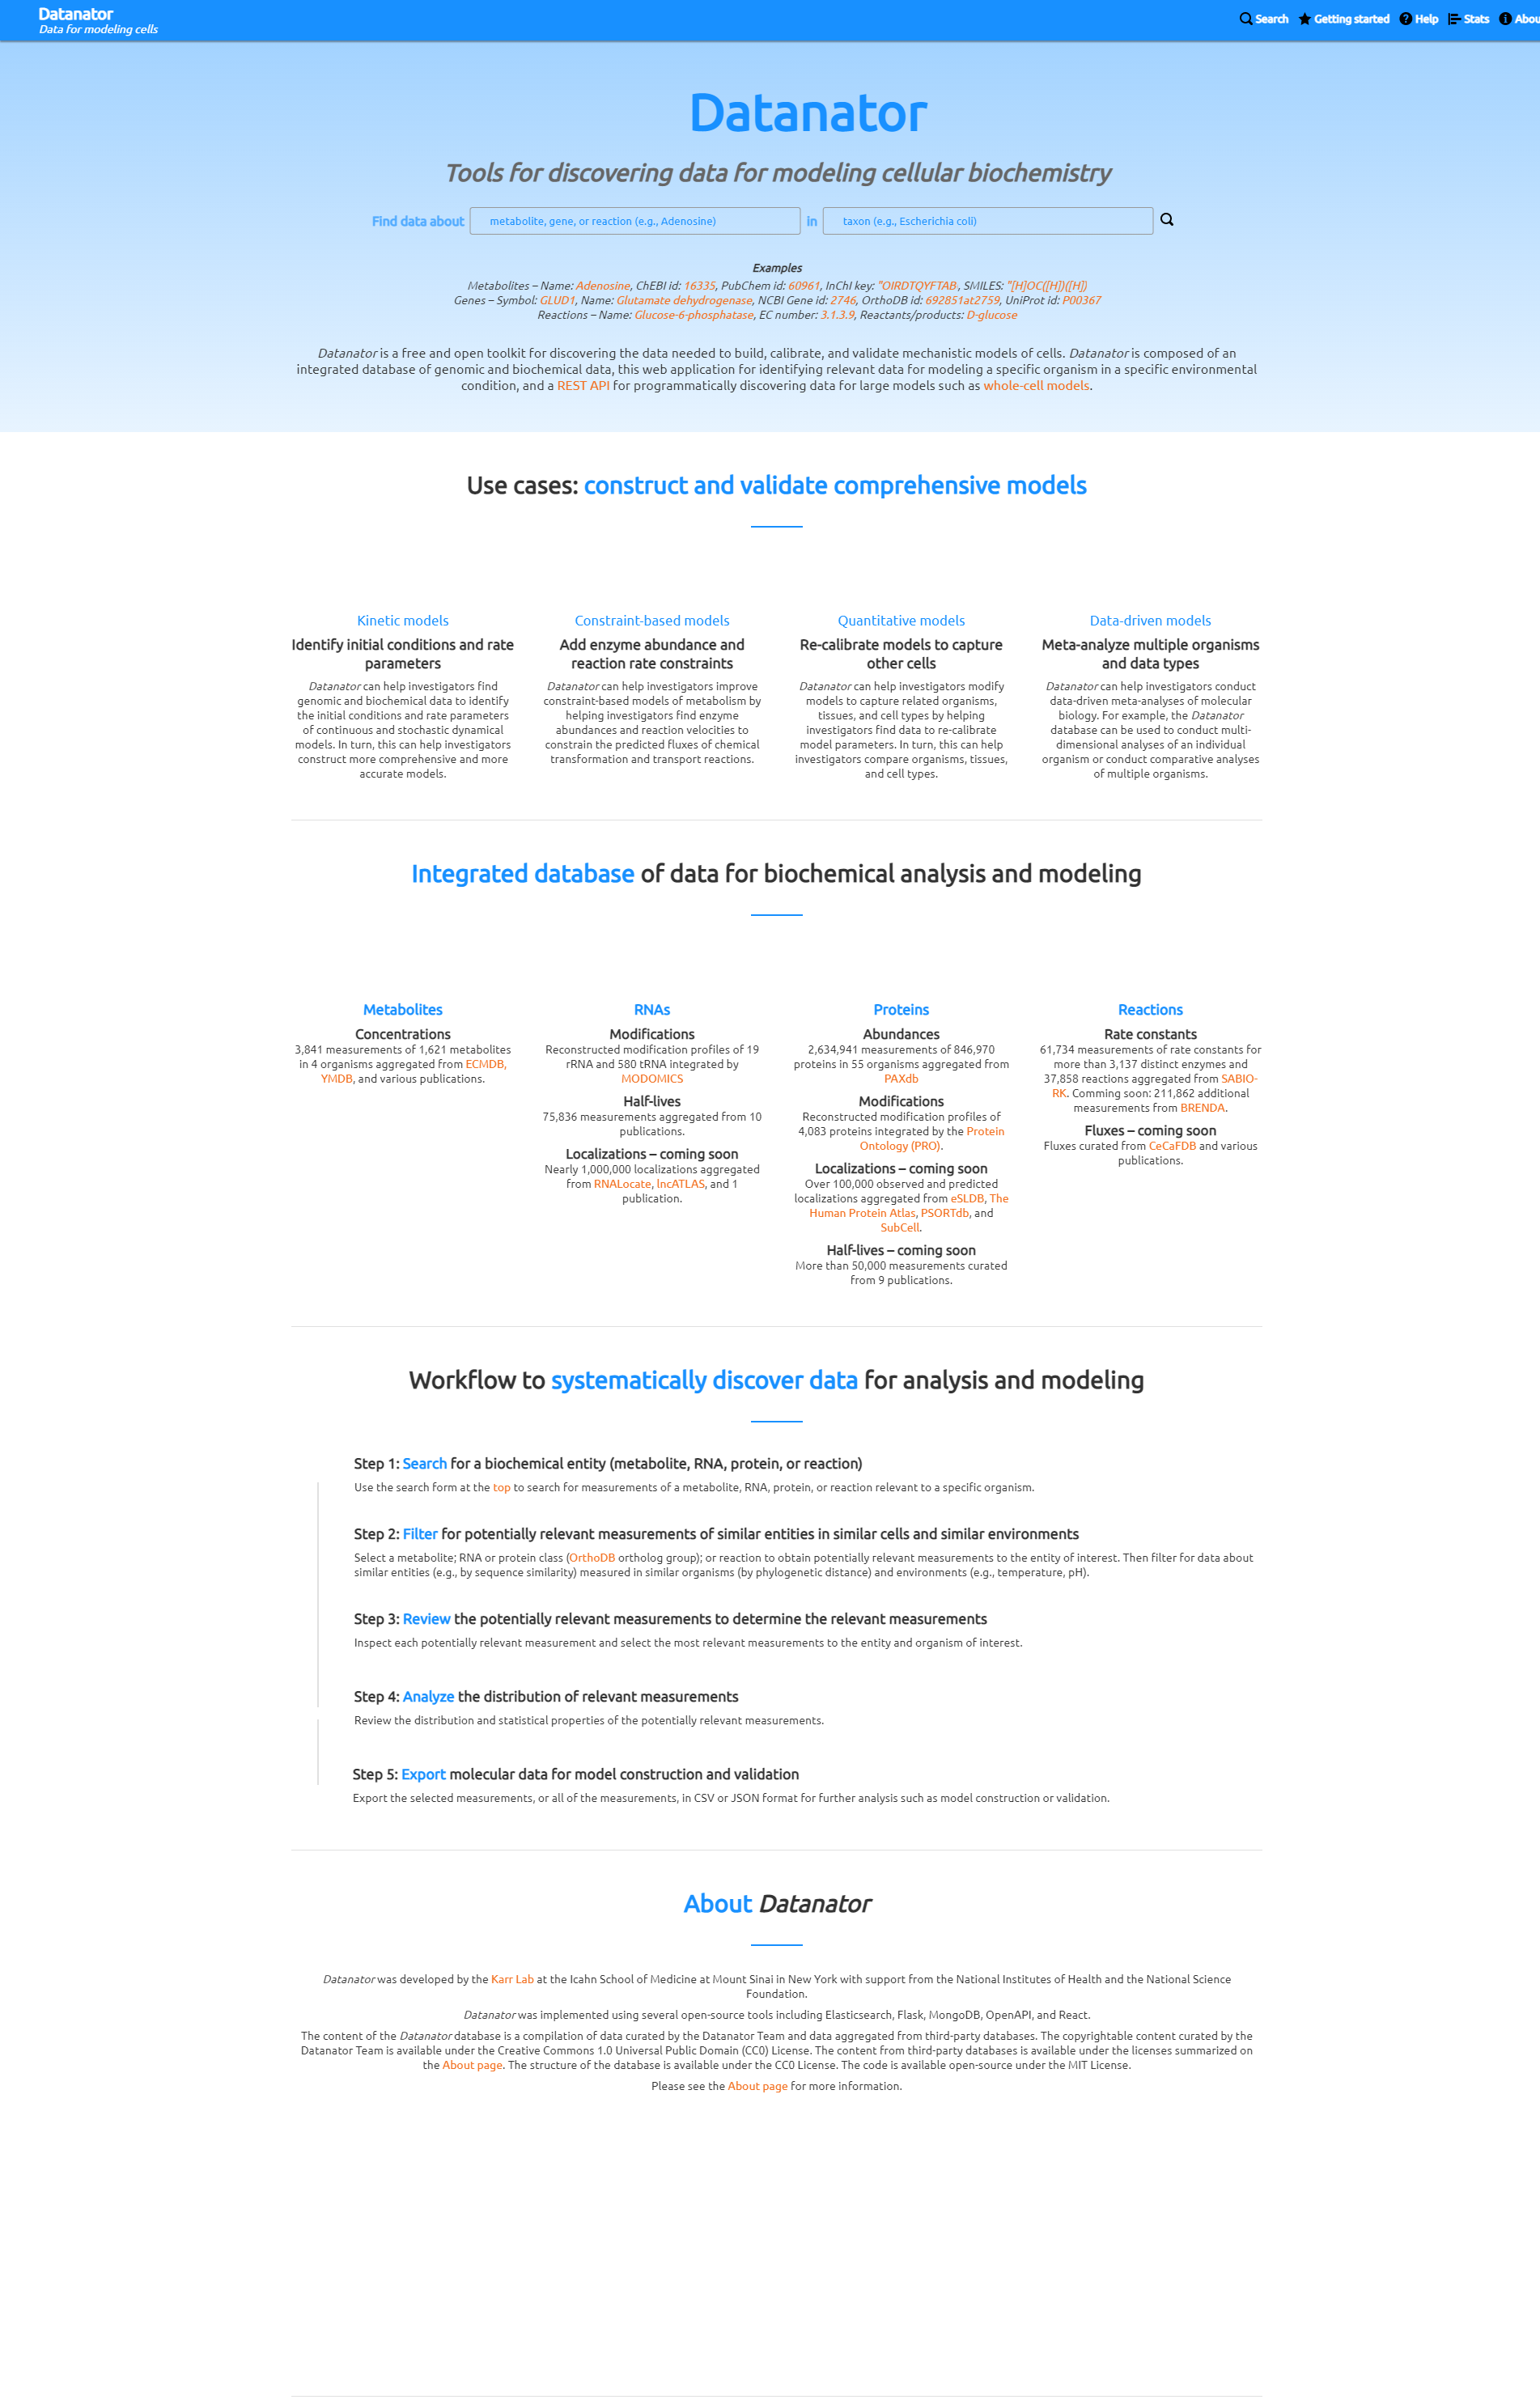 Datanator
Data for modeling cells
Search Getting started Help Stats Abou
Datanator
Tools for discovering data for modeling cellular biochemistry
Find data about metabolite, gene, or reaction (e.g., Adenosine) in taxon (e.g., Escherichia coli)
Examples
Metabolites – Name: Adenosine, ChEBI id: 16335, PubChem id: 60961, InChI key: "OIRDTQYFTAB', SMILES: "[H]OC([H])([H])
Genes – Symbol: GLUD1, Name: Glutamate dehydrogenase, NCBI Gene id: 2746, OrthoDB id: 692851at2759, UniProt id: P00367
Reactions – Name: Glucose-6-phosphatase, EC number: 3.1.3.9, Reactants/products: D-glucose
Datanator is a free and open toolkit for discovering the data needed to build, calibrate, and validate mechanistic models of cells. Datanator is composed of an
integrated database of genomic and biochemical data, this web application for identifying relevant data for modeling a specific organism in a specific environmental
condition, and a REST API for programmatically discovering data for large models such as whole-cell models.
Use cases: construct and validate comprehensive models
Kinetic models
Identify initial conditions and rate
parameters
Datanator can help investigators find
genomic and biochemical data to identify
the initial conditions and rate parameters
of continuous and stochastic dynamical
models. In turn, this can help investigators
construct more comprehensive and more
accurate models.
Constraint-based models
Add enzyme abundance and
reaction rate constraints
Datanator can help investigators improve
constraint-based models of metabolism by
helping investigators find enzyme
abundances and reaction velocities to
constrain the predicted fluxes of chemical
transformation and transport reactions.
Quantitative models
Re-calibrate models to capture
other cells
Datanator can help investigators modify
models to capture related organisms,
tissues, and cell types by helping
investigators find data to re-calibrate
model parameters. In turn, this can help
investigators compare organisms, tissues,
and cell types.
Data-driven models
Meta-analyze multiple organisms
and data types
Datanator can help investigators conduct
data-driven meta-analyses of molecular
biology. For example, the Datanator
database can be used to conduct multi-
dimensional analyses of an individual
organism or conduct comparative analyses
of multiple organisms.
Integrated database of data for biochemical analysis and modeling
Metabolites
Concentrations
3,841 measurements of 1,621 metabolites
in 4 organisms aggregated from ECMDB,
YMDB, and various publications.
RNAs
Modifications
Reconstructed modification profiles of 19
rRNA and 580 tRNA integrated by
MODOMICS
Half-lives
75,836 measurements aggregated from 10
publications.
Localizations – coming soon
Nearly 1,000,000 localizations aggregated
from RNALocate, lncATLAS, and 1
publication.
Proteins
Abundances
2,634,941 measurements of 846,970
proteins in 55 organisms aggregated from
PAXdb
Modifications
Reconstructed modification profiles of
4,083 proteins integrated by the Protein
Ontology (PRO).
Localizations – coming soon
Over 100,000 observed and predicted
localizations aggregated from eSLDB, The
Human Protein Atlas, PSORTdb, and
SubCell.
Half-lives – coming soon
More than 50,000 measurements curated
from 9 publications.
Reactions
Rate constants
61,734 measurements of rate constants for
more than 3,137 distinct enzymes and
37,858 reactions aggregated from SABIO-
RK. Comming soon: 211,862 additional
measurements from BRENDA.
Fluxes – coming soon
Fluxes curated from CeCaFDB and various
publications.
Workflow to systematically discover data for analysis and modeling
Step 1: Search for a biochemical entity (metabolite, RNA, protein, or reaction)
Use the search form at the top to search for measurements of a metabolite, RNA, protein, or reaction relevant to a specific organism.
Step 2: Filter for potentially relevant measurements of similar entities in similar cells and similar environments
Select a metabolite; RNA or protein class (OrthoDB ortholog group); or reaction to obtain potentially relevant measurements to the entity of interest. Then filter for data about
similar entities (e.g., by sequence similarity) measured in similar organisms (by phylogenetic distance) and environments (e.g., temperature, pH).
Step 3: Review the potentially relevant measurements to determine the relevant measurements
Inspect each potentially relevant measurement and select the most relevant measurements to the entity and organism of interest.
Step 4: Analyze the distribution of relevant measurements
Review the distribution and statistical properties of the potentially relevant measurements.
Step 5: Export molecular data for model construction and validation
Export the selected measurements, or all of the measurements, in CSV or JSON format for further analysis such as model construction or validation.
About Datanator
Datanator was developed by the Karr Lab at the Icahn School of Medicine at Mount Sinai in New York with support from the National Institutes of Health and the National Science
Foundation.
Datanator was implemented using several open-source tools including Elasticsearch, Flask, MongoDB, OpenAPI, and React.
The content of the Datanator database is a compilation of data curated by the Datanator Team and data aggregated from third-party databases. The copyrightable content curated by the
Datanator Team is available under the Creative Commons 1.0 Universal Public Domain (CC0) License. The content from third-party databases is available under the licenses summarized on
the About page. The structure of the database is available under the CC0 License. The code is available open-source under the MIT License.
Please see the About page for more information.